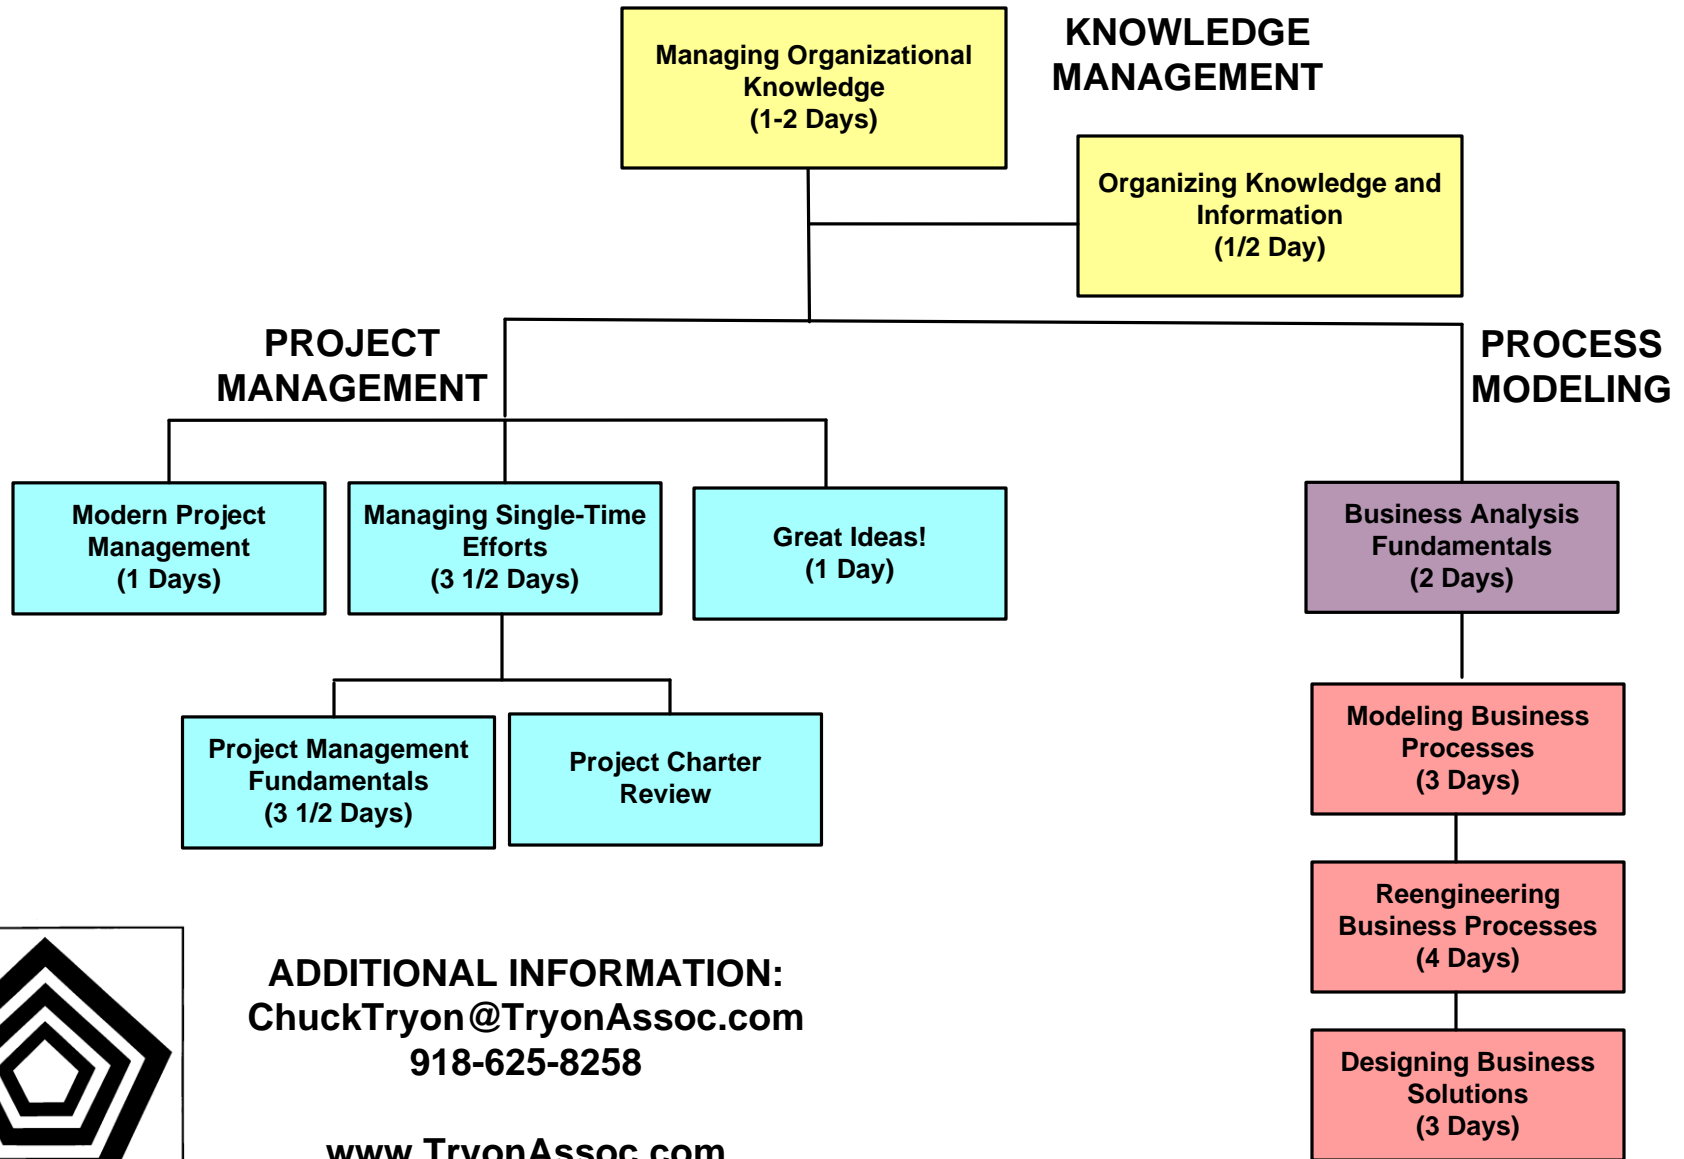 Managing Organizational
Knowledge
(1-2 Days)
KNOWLEDGE
MANAGEMENT
Organizing Knowledge and
Information
(1/2 Day)
PROJECT
MANAGEMENT
PROCESS
MODELING
Modern Project
Management
(1 Days)
Managing Single-Time
Efforts
(3 1/2 Days)
Great Ideas!
(1 Day)
Business Analysis
Fundamentals
(2 Days)
Project Management
Fundamentals
(3 1/2 Days)
Project Charter
Review
Modeling Business
Processes
(3 Days)
Reengineering
Business Processes
(4 Days)
Designing Business
Solutions
(3 Days)
ADDITIONAL INFORMATION:
ChuckTryon@TryonAssoc.com
918-625-8258
www.TryonAssoc.com